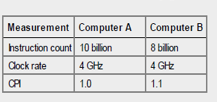 Measurement Computer A Computer B
Instruction count 10 billion 8 billion
Clock rate 4 GHz 4 GHz
CPI 1.0 1.1